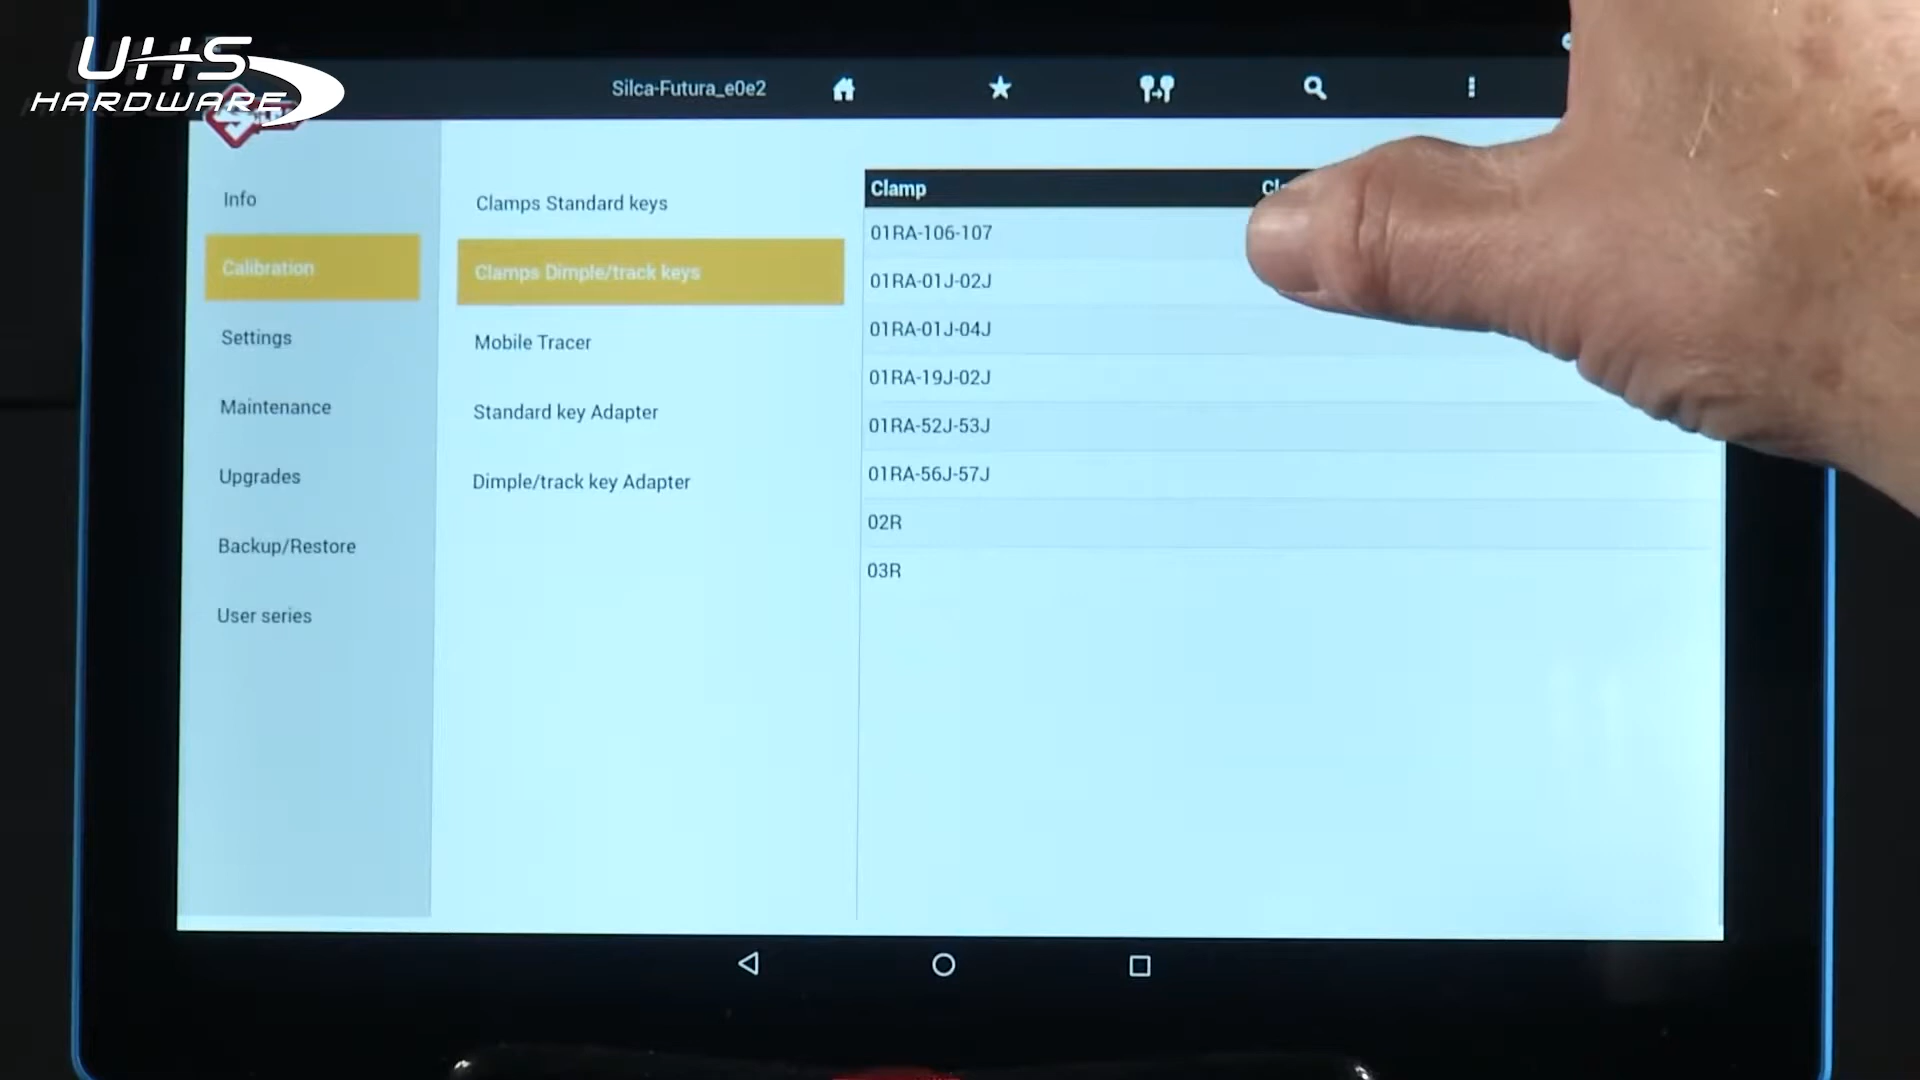 UHS
HARDWARE
Silca-Futura_e0e2
Info
Calibration
Settings
Maintenance
Upgrades
Backup/Restore
User series
Clamps Standard keys
Clamps Dimple/track keys
Mobile Tracer
Standard key Adapter
Dimple/track key Adapter
Clamp
01RA-106-107
01RA-01J-02J
01RA-01J-04J
01RA-19J-02J
01RA-52J-53J
01RA-56J-57J
02R
03R